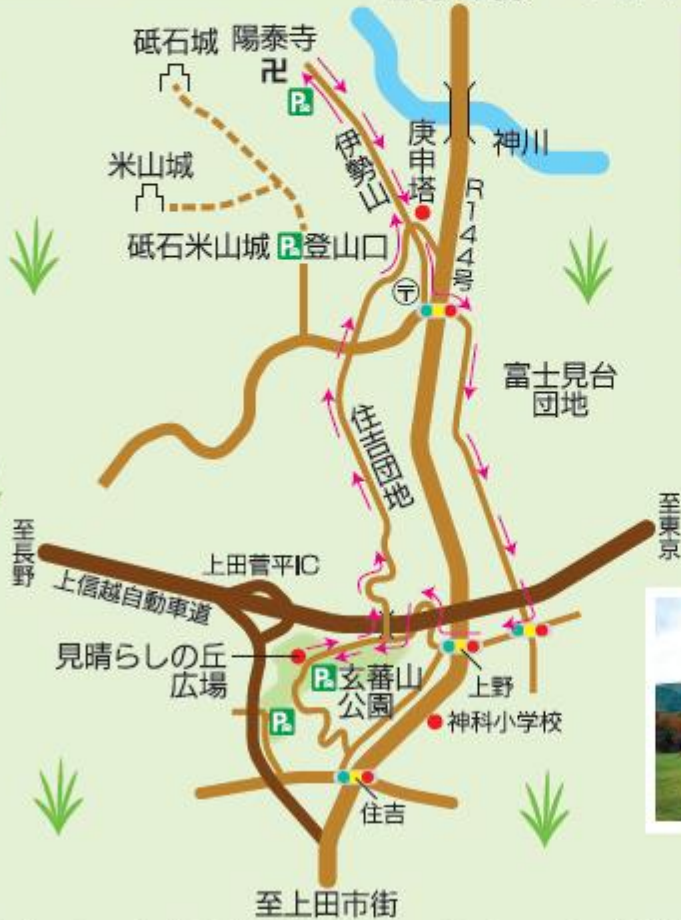 砥石城
陽泰寺
卍
P
神川
庚申塔
伊勢山
R144号
米山城
砥石米山城
P
登山口
〒
富士見台
団地
住吉団地
至東京
至長野
上田菅平IC
上信越自動車道
見晴らしの丘
広場
P
玄蕃山
公園
上野
P
神科小学校
住吉
至上田市街